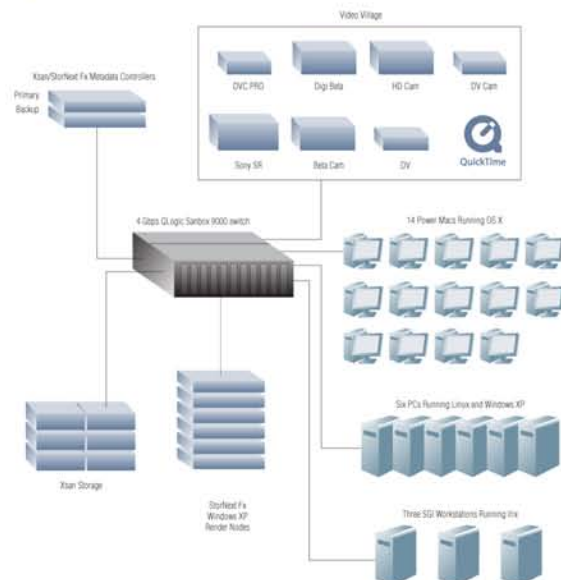 Video Village
Xsan/StorNext Fx Metadata Controllers
Primary
Backup
DVC PRO
Digi Beta
HD Cam
DV Cam
Sony SR
Beta Cam
DV
QuickTime
4 Gbps QLogic Sanbox 9000 switch
14 Power Macs Running OS X
Six PCs Running Linux and Windows XP
Xsan Storage
StorNext Fx
Windows XP
Render Nodes
Three SGI Workstations Running Irix